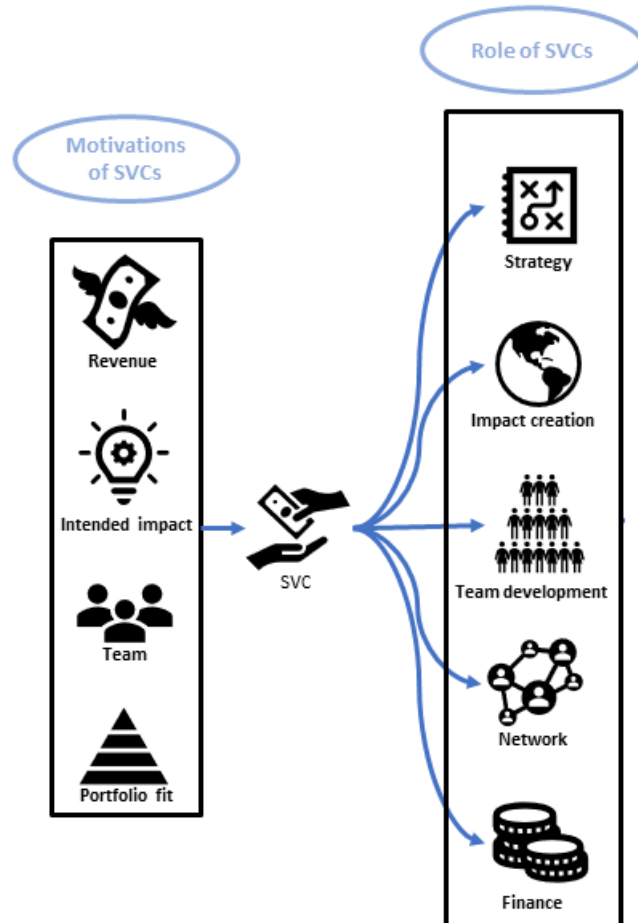 Role of SVCs
Motivations
of SVCs
Strategy
Revenue
Impact creation
Intended impact
SVC
Team development
Team
Network
Portfolio fit
Finance